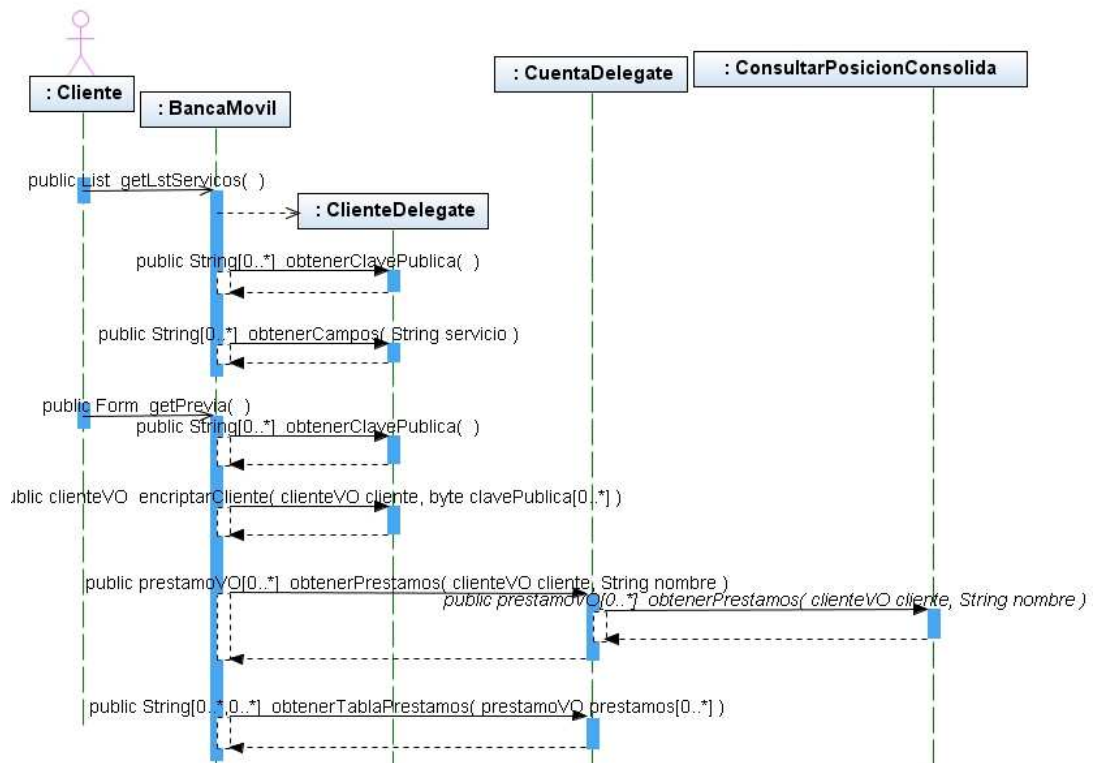 : Cliente
: BancaMovil
: CuentaDelegate
: ConsultarPosicionConsolida
public List getLstServicos( )
: ClienteDelegate
public String[0..*] obtenerClavePublica( )
public String[0..*] obtenerCampos( String servicio )
public Form getPrevia( )
public String[0..*] obtenerClavePublica( )
ublic clienteVO encriptarCliente( clienteVO cliente, byte clavePublica[0..*] )
public prestamoVO[0..*] obtenerPrestamos( clienteVO cliente, String nombre )
public prestamoVO[0..*] obtenerPrestamos( clienteVO cliente, String nombre )
public String[0..*,0..*] obtenerTablaPrestamos( prestamoVO prestamos[0..*] )